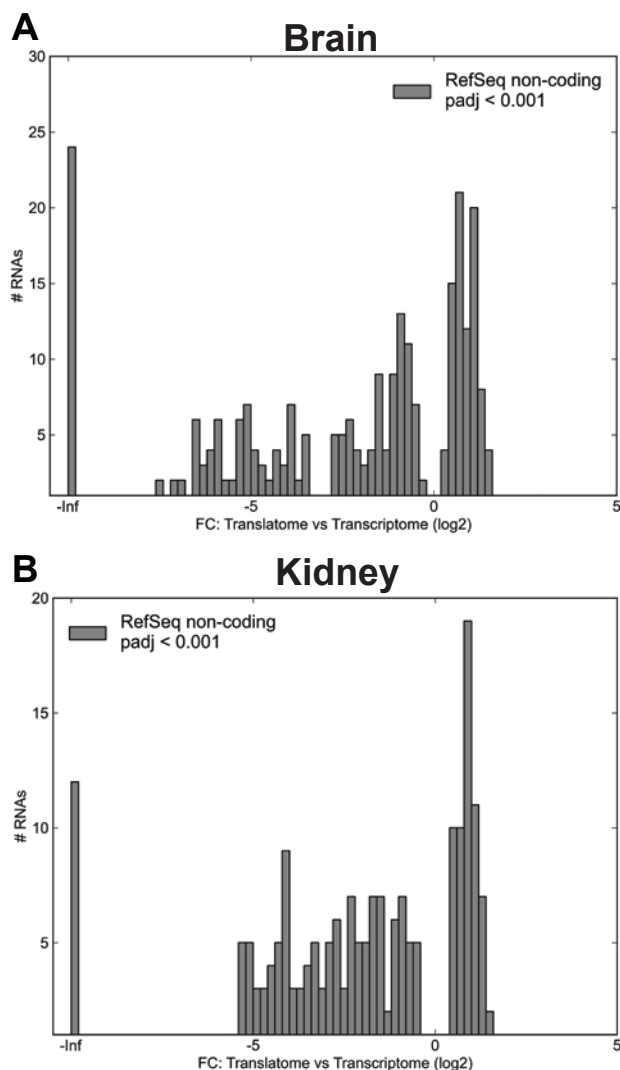 A
Brain
30
RefSeq non-coding
padj < 0.001
25
20
15
10
5
# RNAs
-Inf
-5
0
5
FC: Translatome vs Transcriptome (log2)
B
Kidney
20
RefSeq non-coding
padj < 0.001
15
10
5
# RNAs
-Inf
-5
0
5
FC: Translatome vs Transcriptome (log2)